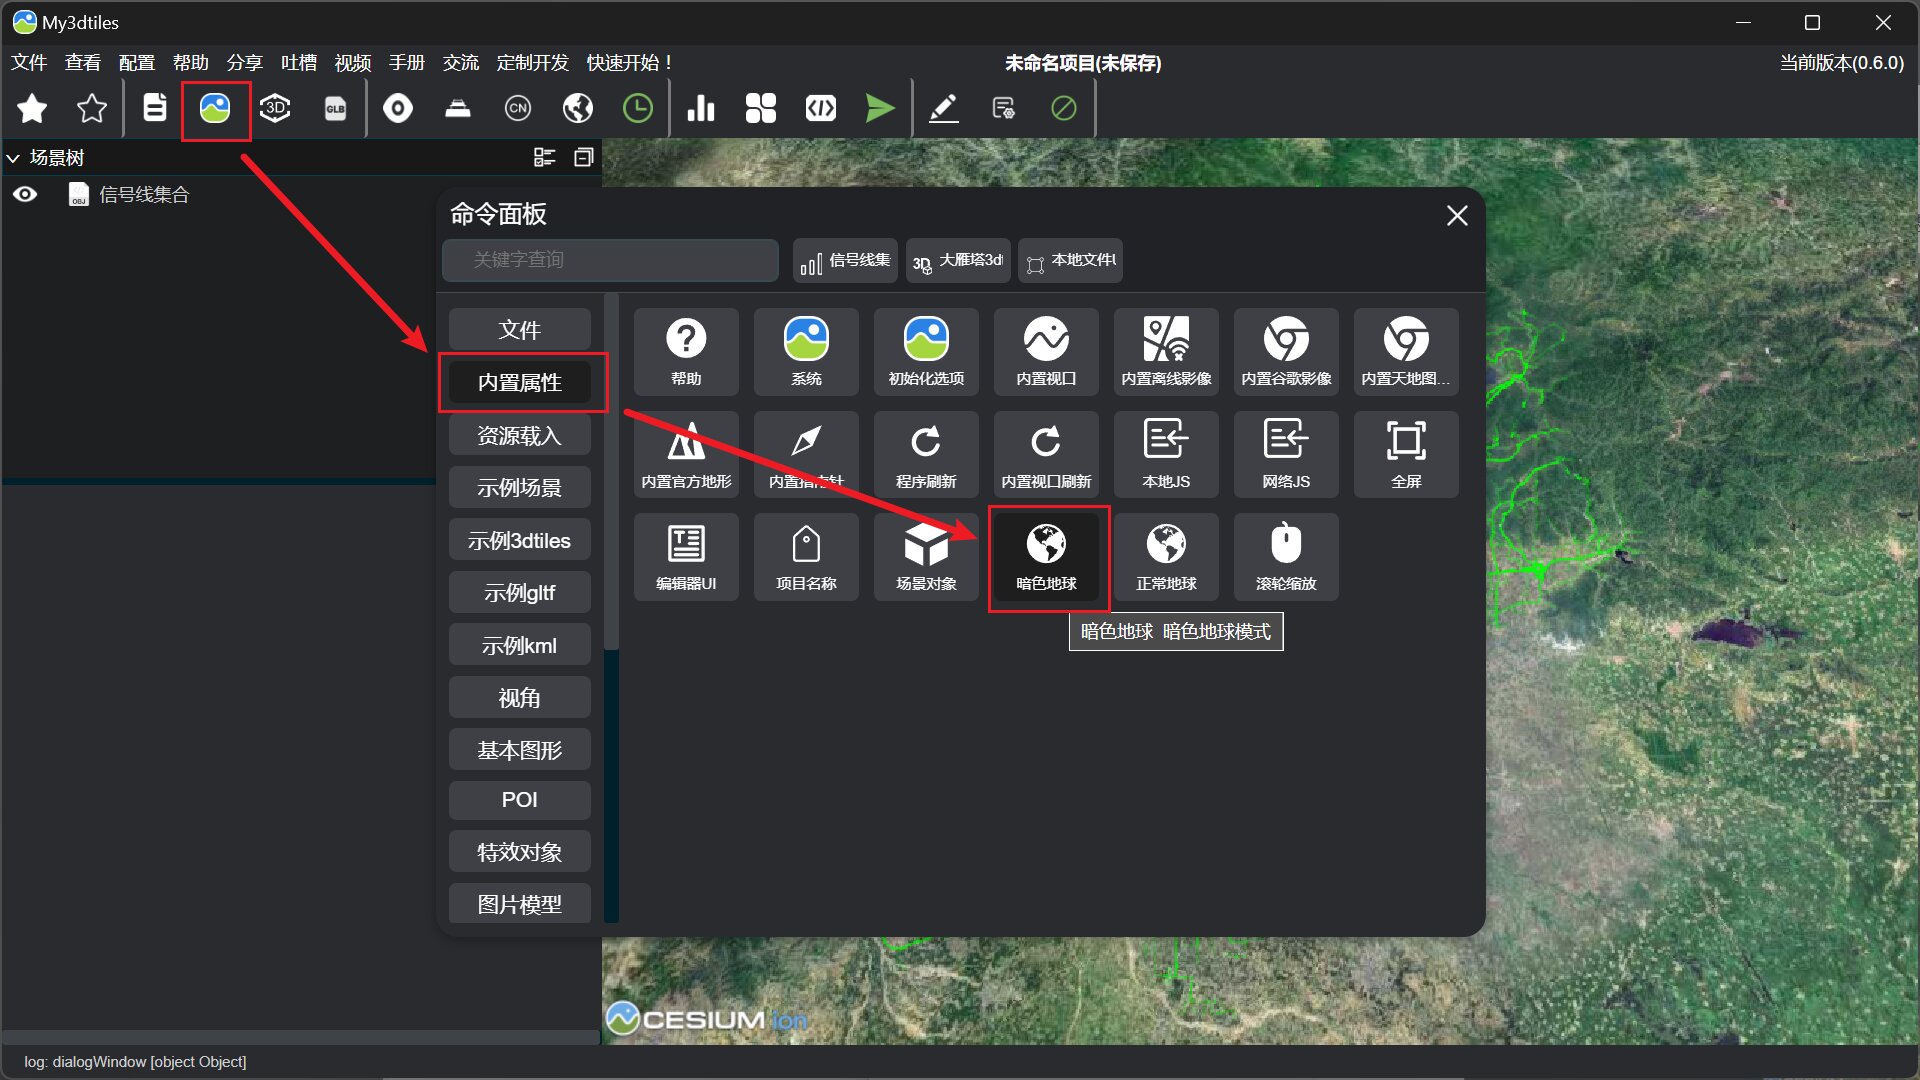 My3dtiles
文件 查看 配置 帮助 分享 吐槽 视频 手册 交流 定制开发 快速开始！ 未命名项目(未保存) 当前版本(0.6.0)
3D GLB CN
场景树
OBJ 信号线集合
命令面板
关键字查询 信号线集 3D 大雁塔3d 本地文件
文件
内置属性
资源载入
示例场景
示例3dtiles
示例gltf
示例kml
视角
基本图形
POI
特效对象
图片模型
帮助 系统 初始化选项 内置视口 内置离线影像 内置谷歌影像 内置天地图...
内置官方地形 内置指南针 程序刷新 内置视口刷新 本地JS 网络JS 全屏
编辑器UI 项目名称 场景对象 暗色地球 正常地球 滚轮缩放
暗色地球 暗色地球模式
CESIUM ion
log: dialogWindow [object Object]